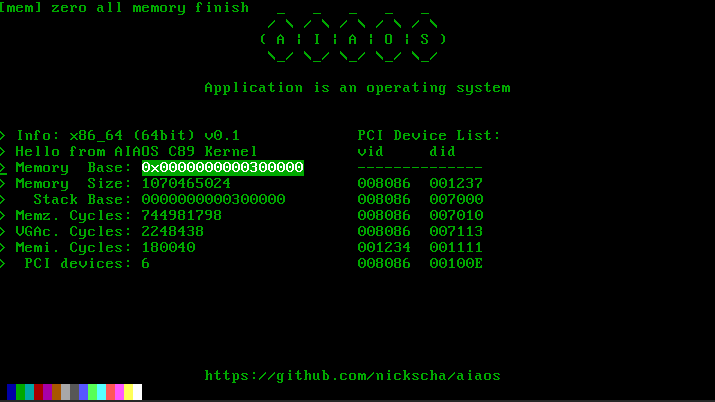 [mem] zero all memory finish
( A | I | A | O | S )
Application is an operating system
> Info: x86_64 (64bit) v0.1
> Hello from AIAOS C89 Kernel
> Memory  Base: 0x0000000000300000
> Memory  Size: 1070465024
>   Stack Base: 0000000000300000
> Memz. Cycles: 744981798
> VGAc. Cycles: 2248438
> Memi. Cycles: 180040
>  PCI devices: 6
PCI Device List:
vid     did
--------------
008086  001237
008086  007000
008086  007010
008086  007113
001234  001111
008086  00100E
https://github.com/nickscha/aiaos